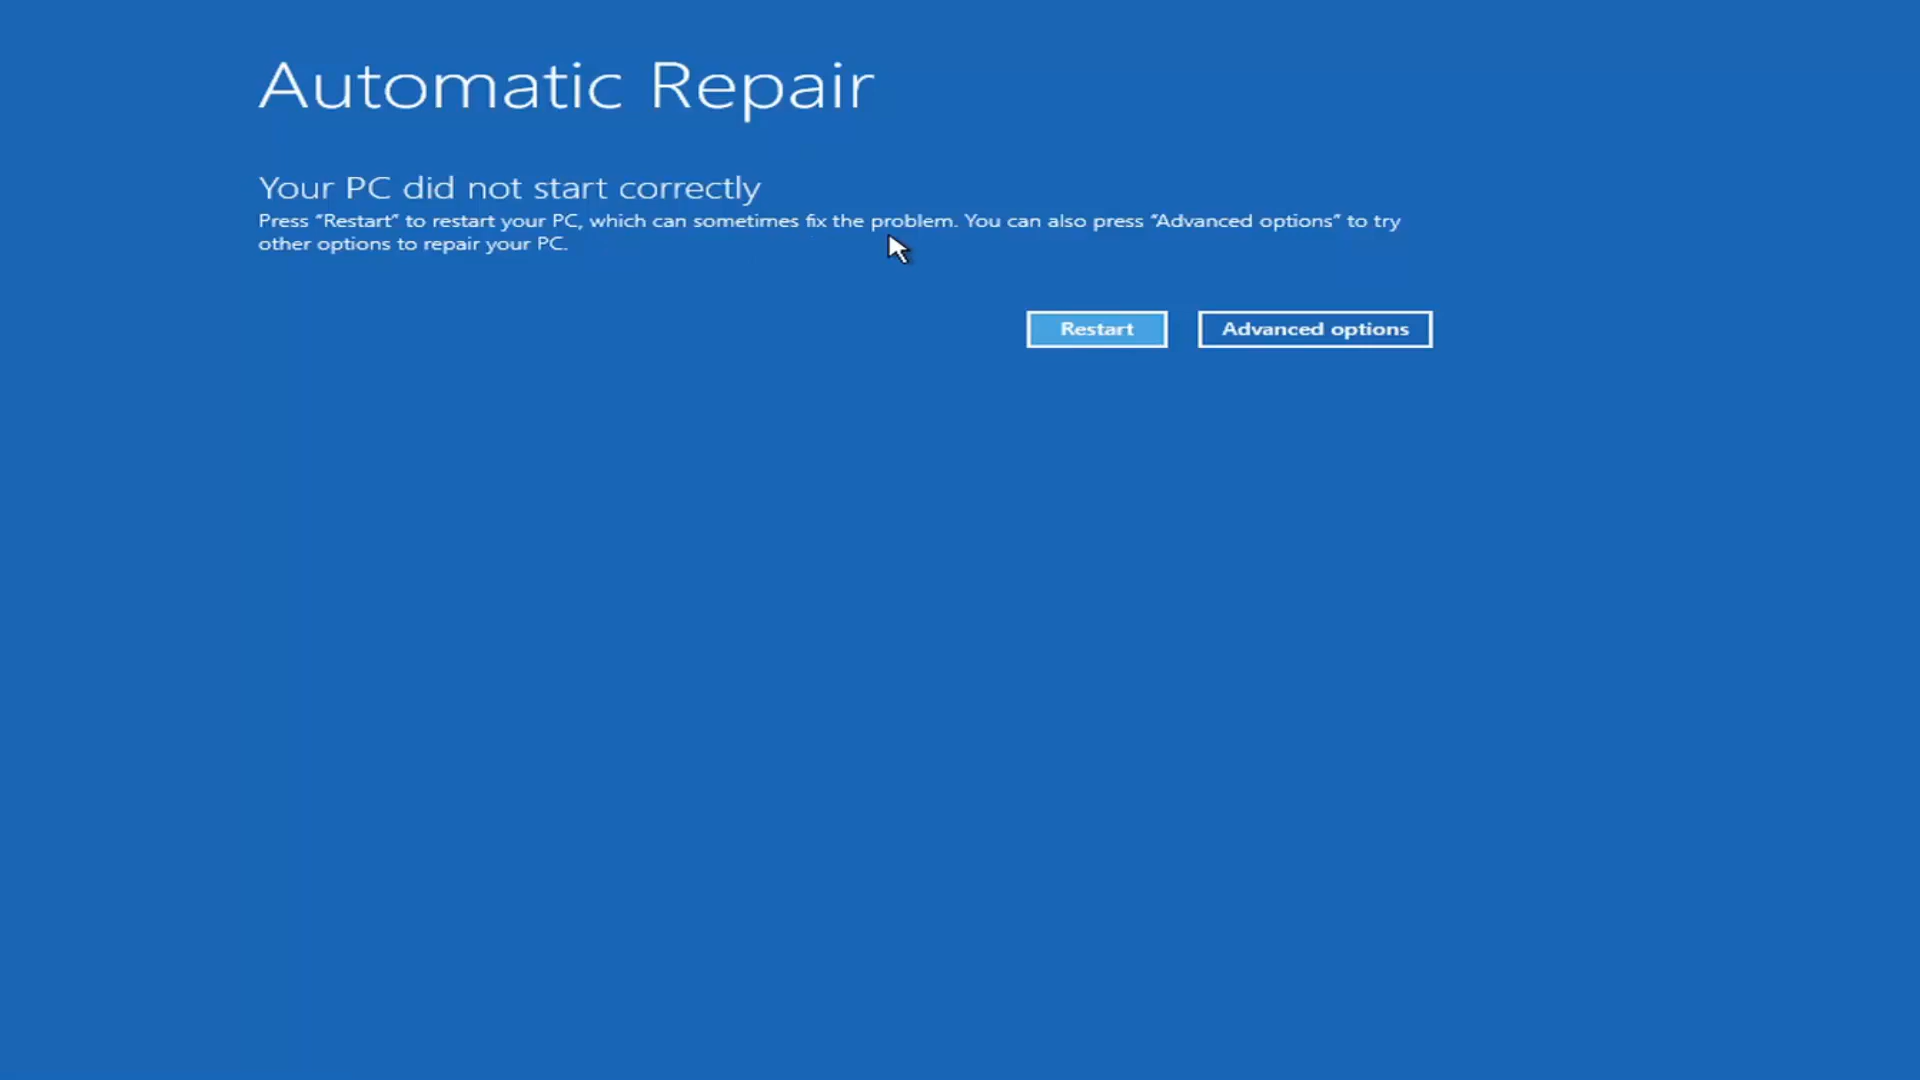 Automatic Repair
Your PC did not start correctly
Press “Restart” to restart your PC, which can sometimes fix the problem. You can also press “Advanced options” to try
other options to repair your PC.
Restart
Advanced options